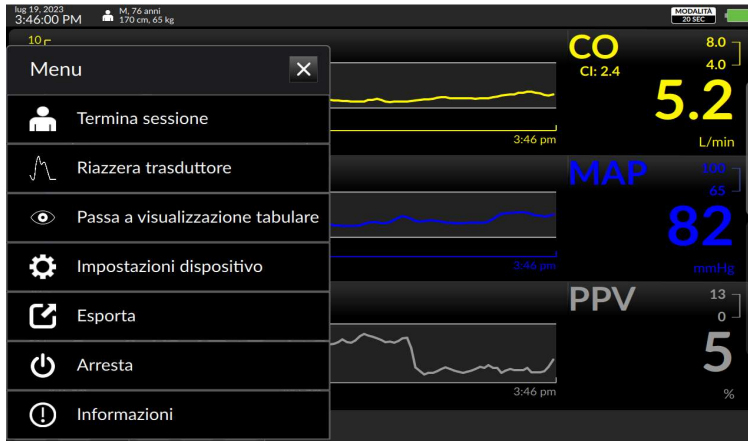 lug 19, 2023
3:46:00 PM
M, 76 anni
170 cm, 65 kg
MODALITÀ
20 SEC
10
Menu
Termina sessione
Riazzera trasduttore
Passa a visualizzazione tabulare
Impostazioni dispositivo
Esporta
Arresta
Informazioni
3:46 pm
CO
CI: 2.4
8.0
4.0
5.2
L/min
3:46 pm
MAP
100
65
82
mmHg
3:46 pm
PPV
13
0
5
%